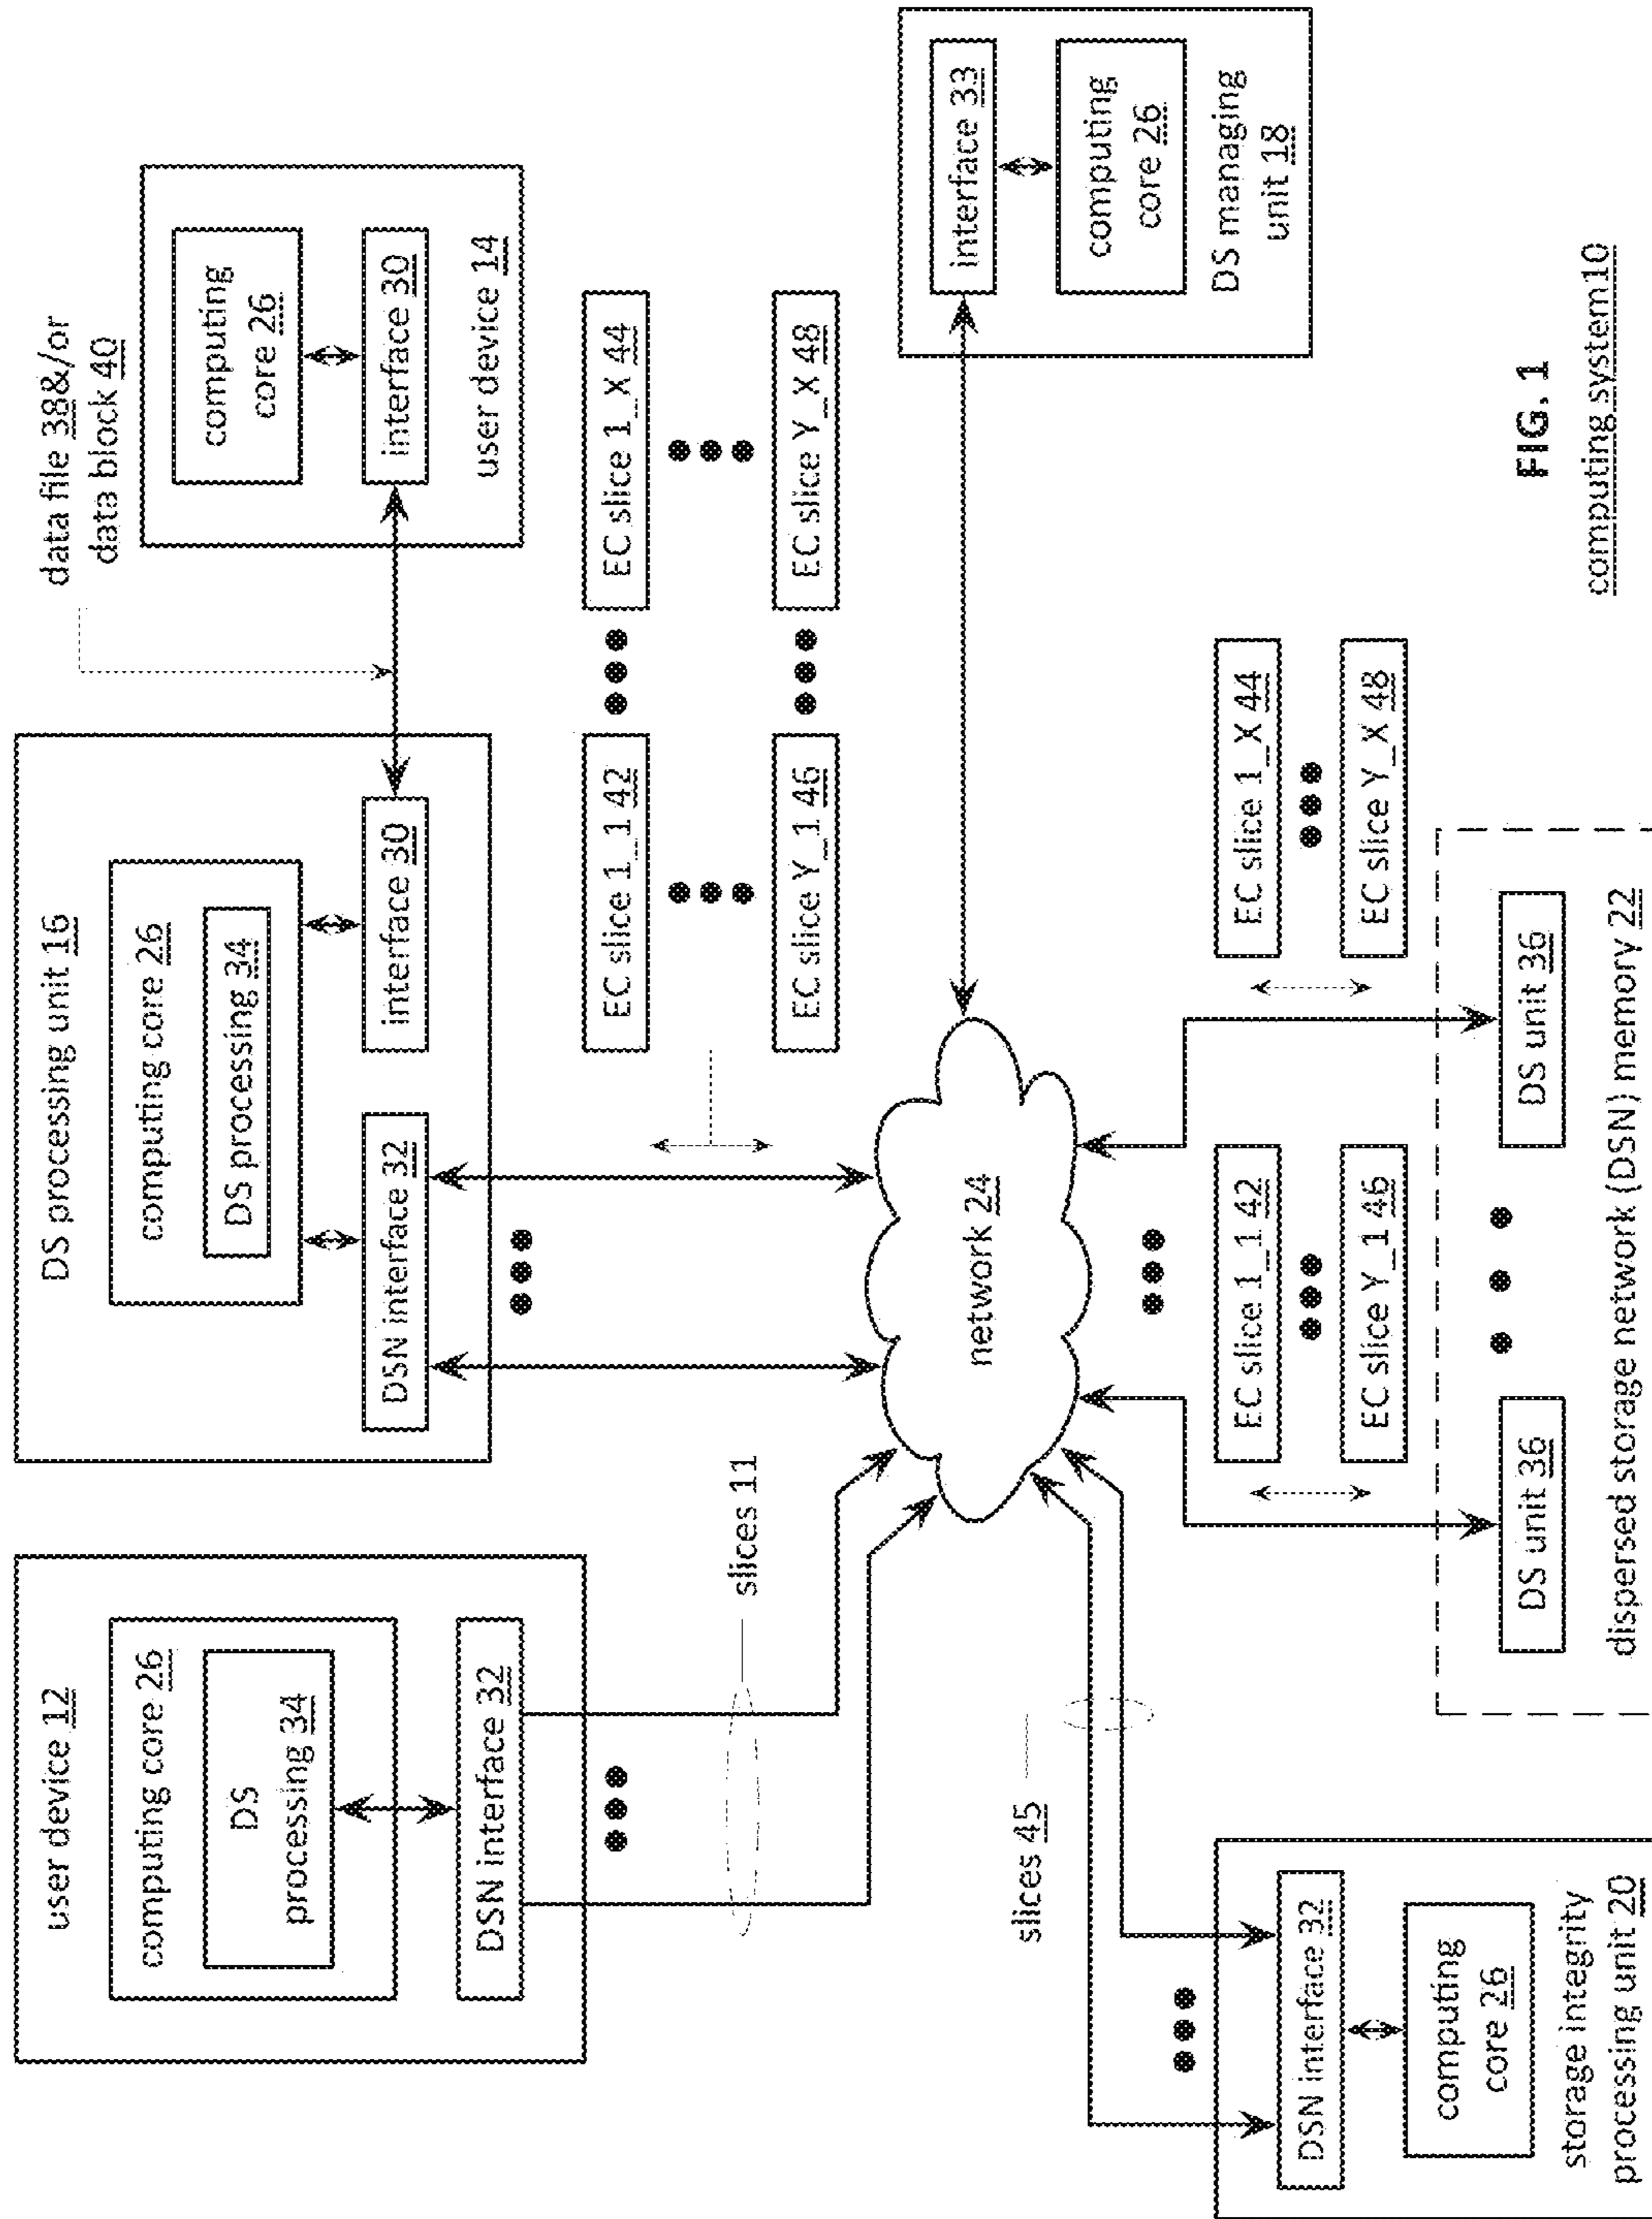 user device 12
computing core 26
DS
processing 34
DSN interface 32
slices 11
DS processing unit 16
computing core 26
DS processing 34
DSN interface 32
interface 30
data file 38&/or
data block 40
computing
core 26
interface 30
user device 14
EC slice 1_1 42
EC slice 1_X 44
EC slice Y_1 46
EC slice Y_X 48
network 24
interface 33
computing
core 26
DS managing
unit 18
slices 45
DSN interface 32
computing
core 26
storage integrity
processing unit 20
EC slice 1_1 42
EC slice Y_1 46
EC slice 1_X 44
EC slice Y_X 48
DS unit 36
DS unit 36
dispersed storage network (DSN) memory 22
FIG. 1
computing system10